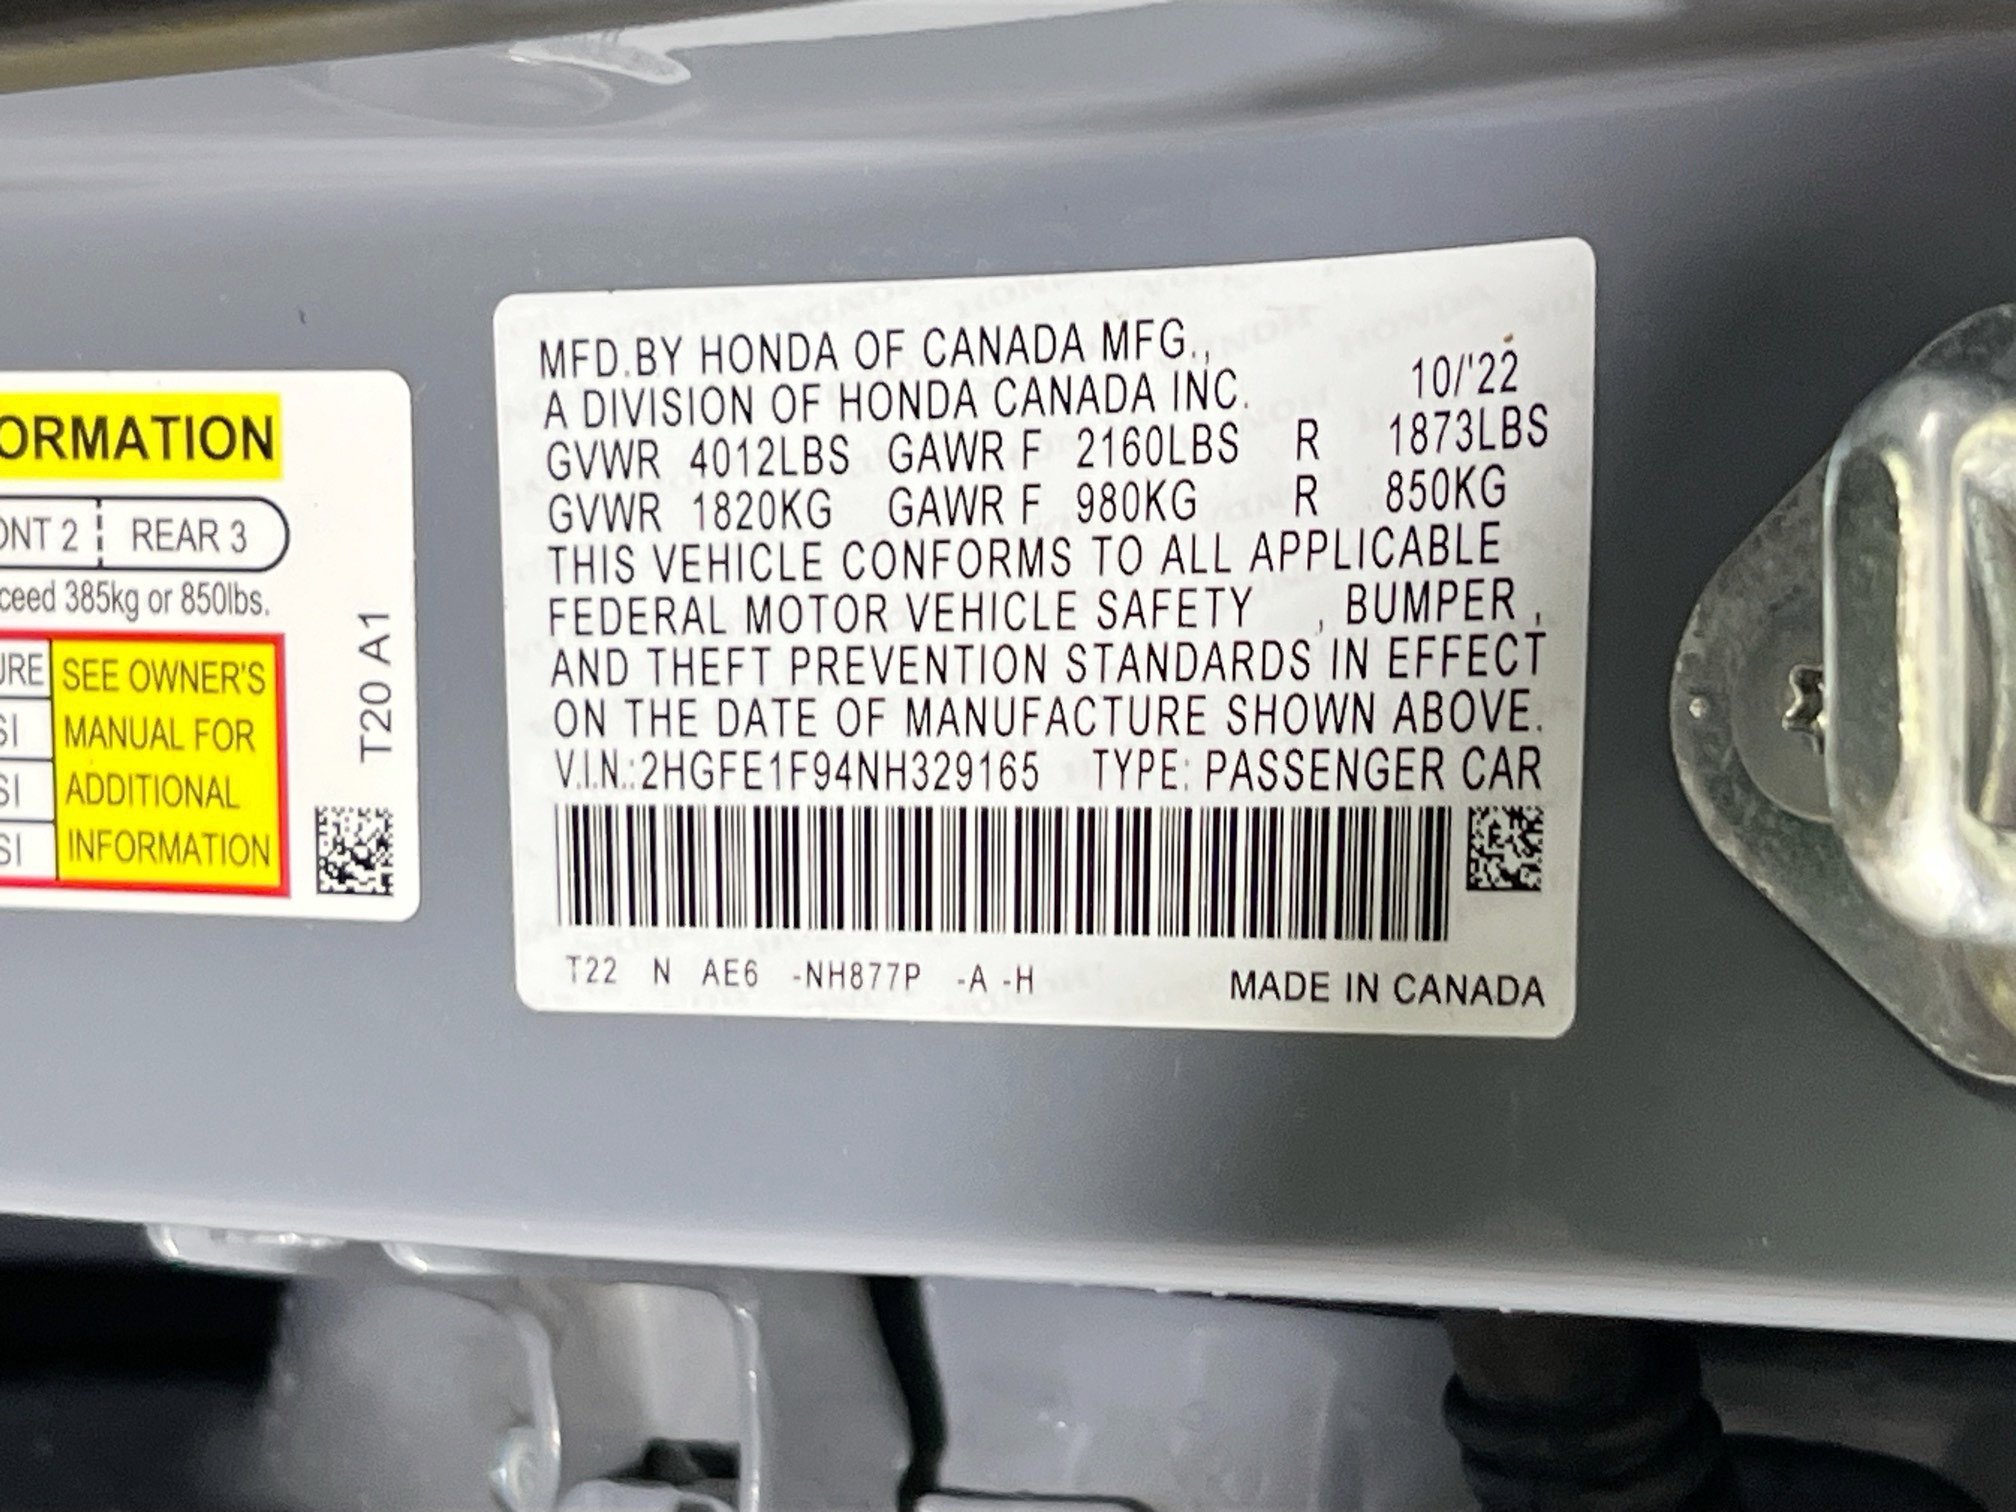 ORMATION
ONT 2 REAR 3
ceed 385kg or 850lbs.
URE SEE OWNER'S
SI MANUAL FOR
SI ADDITIONAL
SI INFORMATION
T20 A1
MFD.BY HONDA OF CANADA MFG.,
A DIVISION OF HONDA CANADA INC. 10/'22
GVWR 4012LBS GAWR F 2160LBS R 1873LBS
GVWR 1820KG GAWR F 980KG R 850KG
THIS VEHICLE CONFORMS TO ALL APPLICABLE
FEDERAL MOTOR VEHICLE SAFETY , BUMPER ,
AND THEFT PREVENTION STANDARDS IN EFFECT
ON THE DATE OF MANUFACTURE SHOWN ABOVE.
V.I.N.:2HGFE1F94NH329165 TYPE: PASSENGER CAR
T22 N AE6 -NH877P -A -H MADE IN CANADA